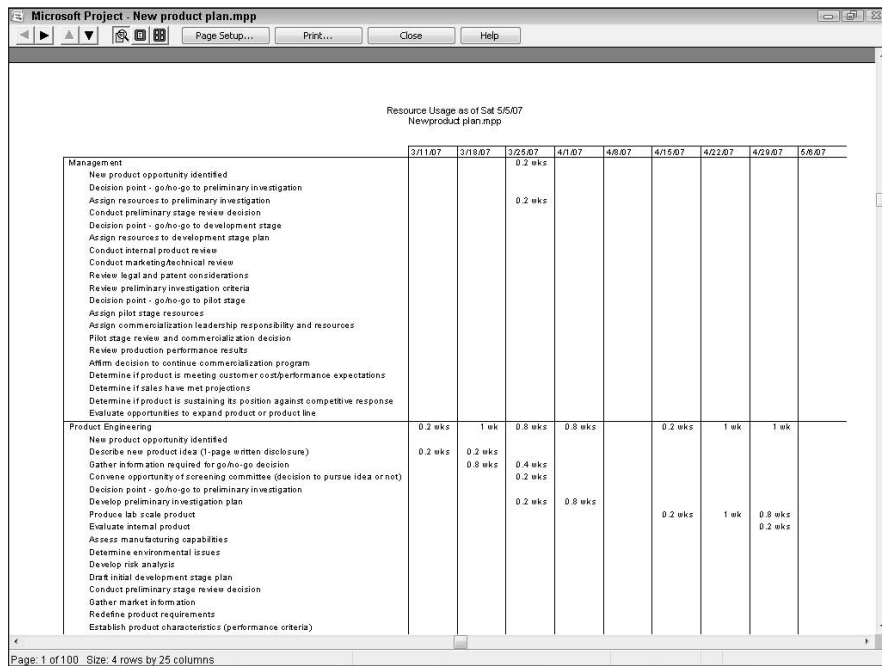 Microsoft Project - New product plan.mpp
Page Setup... Print... Close Help
Resource Usage as of Sat 5/5/07
Newproduct plan.mpp
3/11/07 3/18/07 3/25/07 4/1/07 4/8/07 4/15/07 4/22/07 4/29/07 5/6/07
Management 0.2 wks
New product opportunity identified
Decision point - go/no-go to preliminary investigation
Assign resources to preliminary investigation 0.2 wks
Conduct preliminary stage review decision
Decision point - go/no-go to development stage
Assign resources to development stage plan
Conduct internal product review
Conduct marketing/technical review
Review legal and patent considerations
Review preliminary investigation criteria
Decision point - go/no-go to pilot stage
Assign pilot stage resources
Assign commercialization leadership responsibility and resources
Pilot stage review and commercialization decision
Review production performance results
Affirm decision to continue commercialization program
Determine if product is meeting customer cost/performance expectations
Determine if sales have met projections
Determine if product is sustaining its position against competitive response
Evaluate opportunities to expand product or product line
Product Engineering 0.2 wks 1 wk 0.8 wks 0.8 wks 0.2 wks 1 wk 1 wk
New product opportunity identified
Describe new product idea (1-page written disclosure) 0.2 wks 0.2 wks
Gather information required for go/no-go decision 0.8 wks 0.4 wks
Convene opportunity of screening committee (decision to pursue idea or not) 0.2 wks
Decision point - go/no-go to preliminary investigation
Develop preliminary investigation plan 0.2 wks 0.8 wks
Produce lab scale product 0.2 wks 1 wk 0.8 wks
Evaluate internal product 0.2 wks
Assess manufacturing capabilities
Determine environmental issues
Develop risk analysis
Draft initial development stage plan
Conduct preliminary stage review decision
Gather market information
Redefine product requirements
Establish product characteristics (performance criteria)
Page: 1 of 100 Size: 4 rows by 25 columns